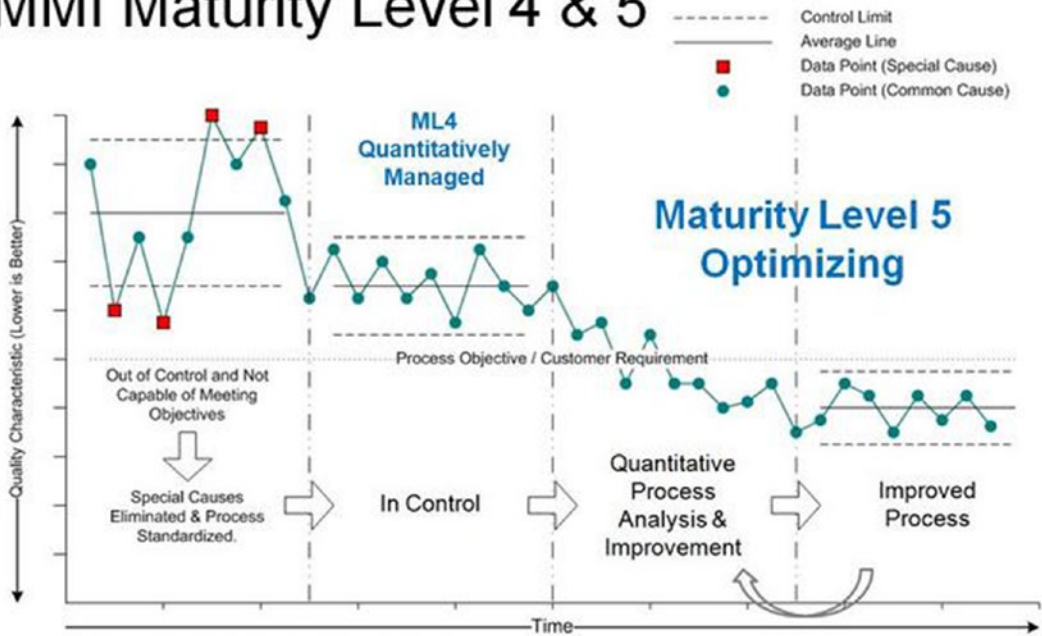 MMI Maturity Level 4 & 5
Control Limit
Average Line
Data Point (Special Cause)
Data Point (Common Cause)
ML4
Quantitatively
Managed
Maturity Level 5
Optimizing
Quality Characteristic (Lower is Better)
Process Objective / Customer Requirement
Out of Control and Not
Capable of Meeting
Objectives
Special Causes
Eliminated & Process
Standardized.
In Control
Quantitative
Process
Analysis &
Improvement
Improved
Process
Time